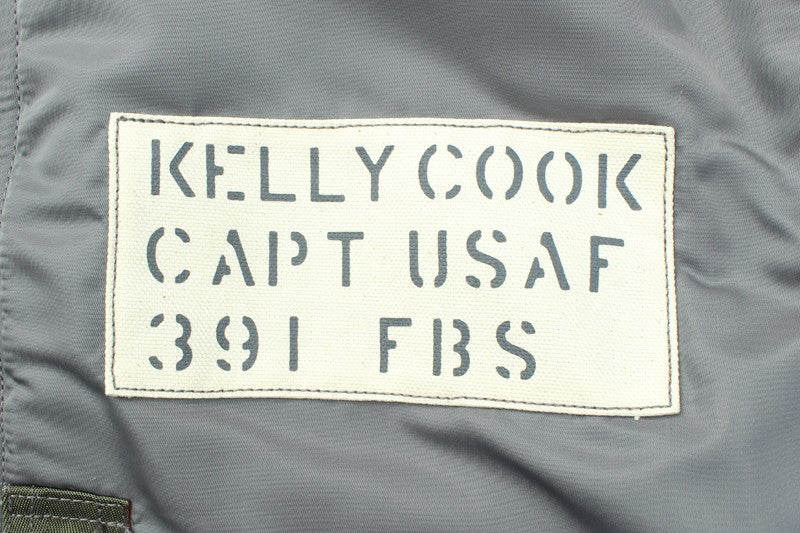 KELLY COOK
CAPT USAF
391 FBS